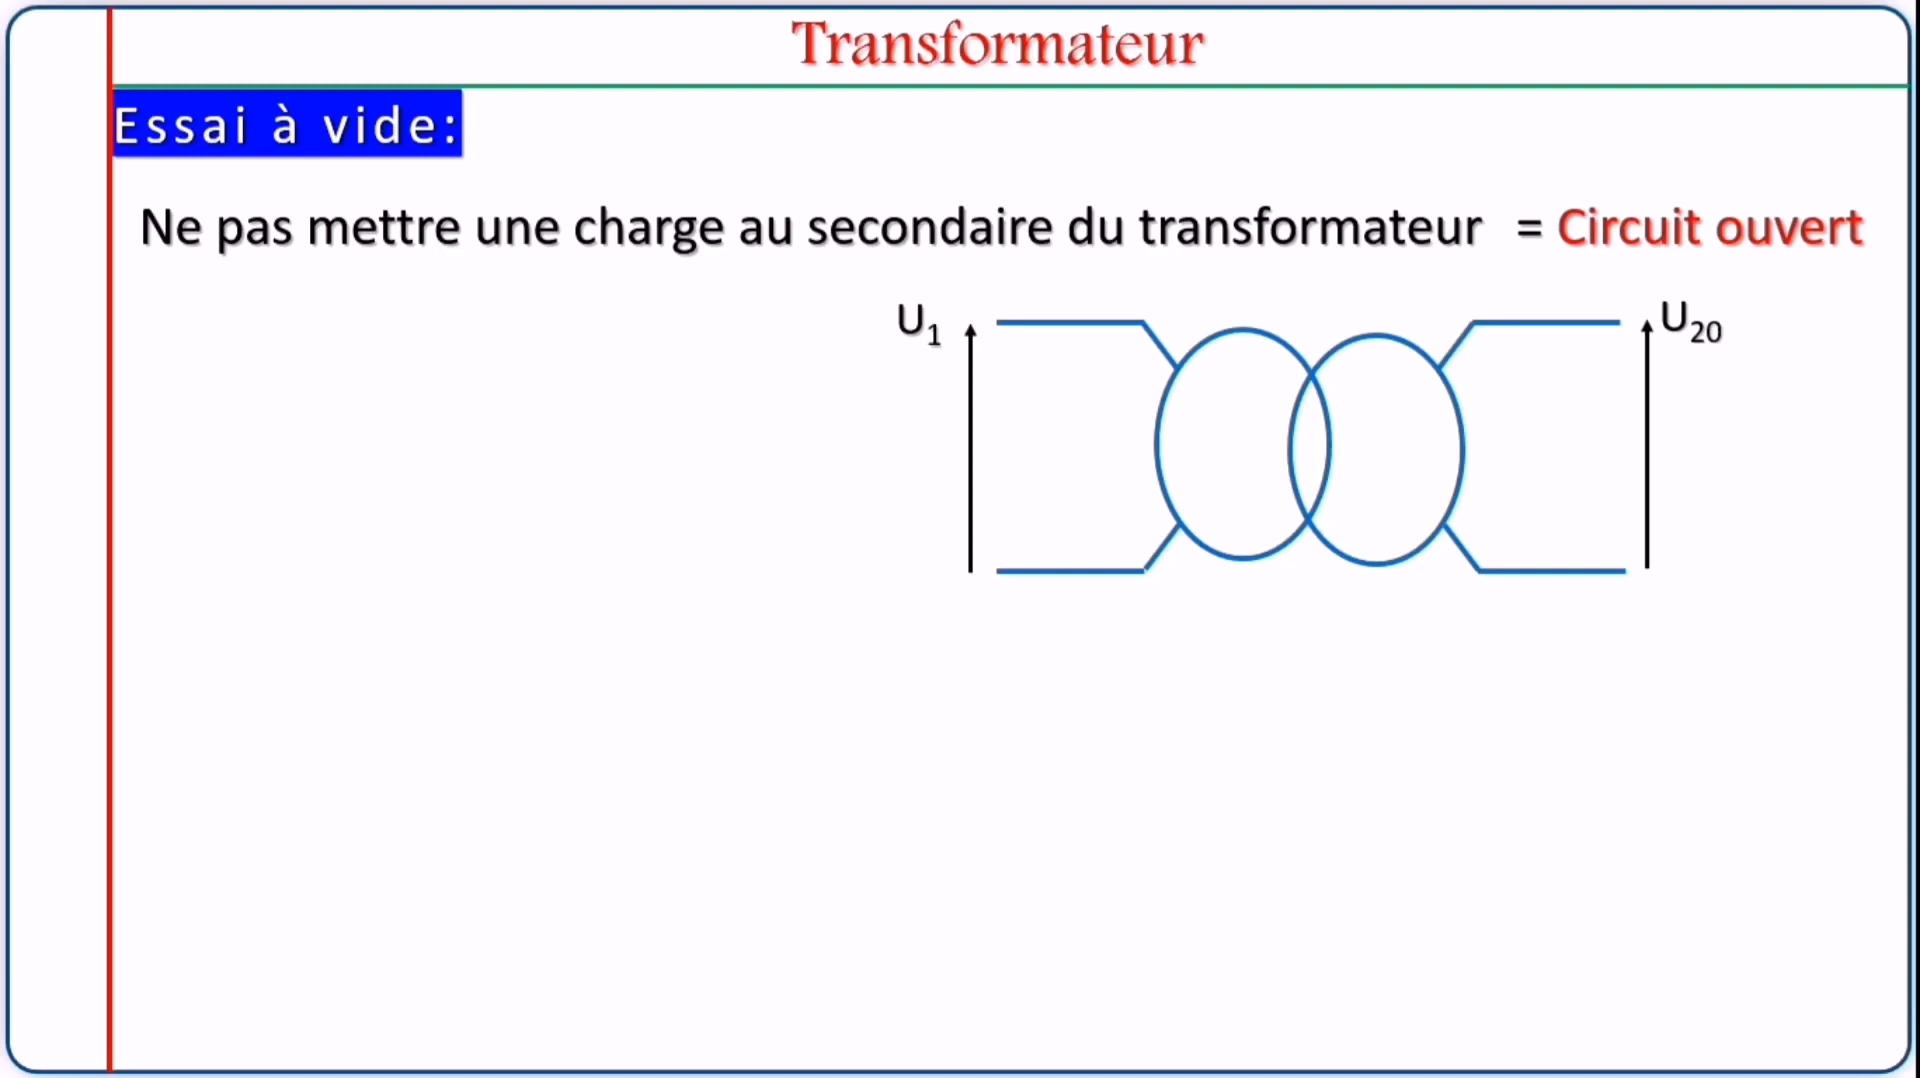 Transformateur
Essai à vide:
Ne pas mettre une charge au secondaire du transformateur = Circuit ouvert
U1 U20